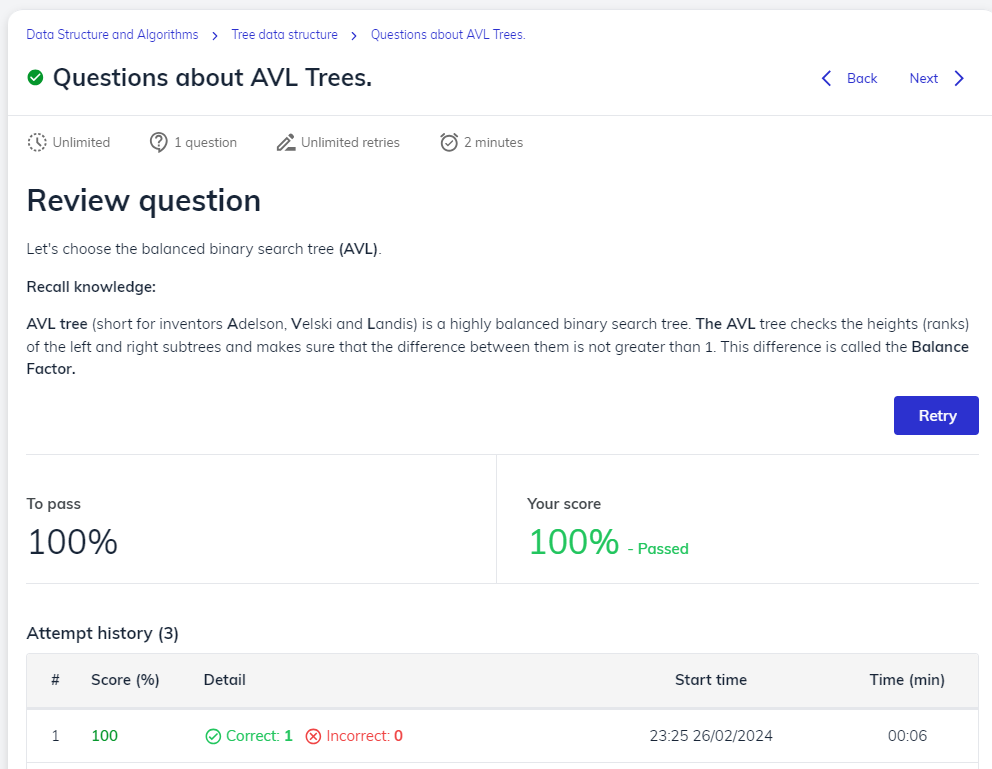 Data Structure and Algorithms > Tree data structure > Questions about AVL Trees.
Questions about AVL Trees.
Back Next
Unlimited 1 question Unlimited retries 2 minutes
Review question
Let's choose the balanced binary search tree (AVL).
Recall knowledge:
AVL tree (short for inventors Adelson, Velski and Landis) is a highly balanced binary search tree. The AVL tree checks the heights (ranks)
of the left and right subtrees and makes sure that the difference between them is not greater than 1. This difference is called the Balance
Factor.
Retry
To pass Your score
100% 100% - Passed
Attempt history (3)
# Score (%) Detail Start time Time (min)
1 100 Correct: 1 Incorrect: 0 23:25 26/02/2024 00:06